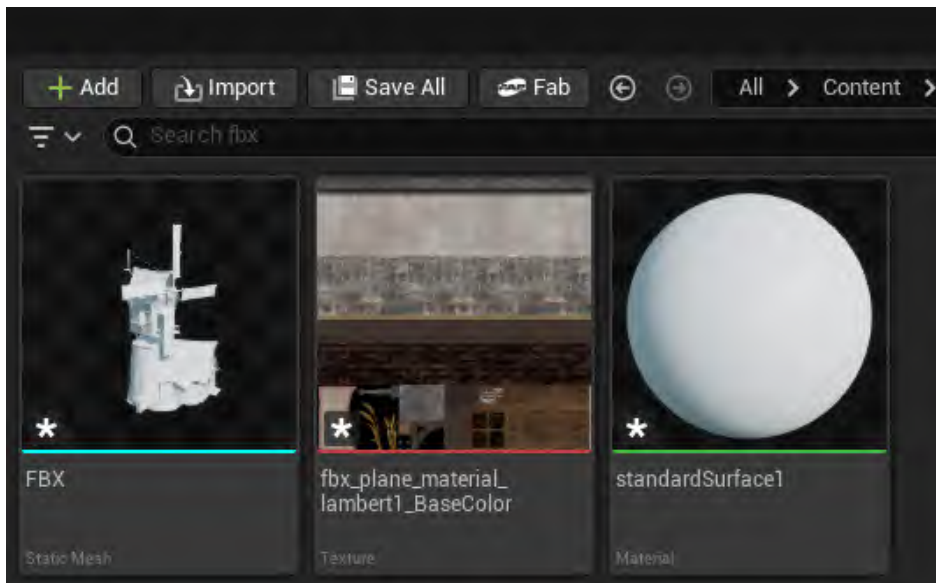 + Add Import Save All Fab All > Content >
Search fbx
FBX
fbx_plane_material_
lambert1_BaseColor
standardSurface1
Static Mesh
Texture
Material